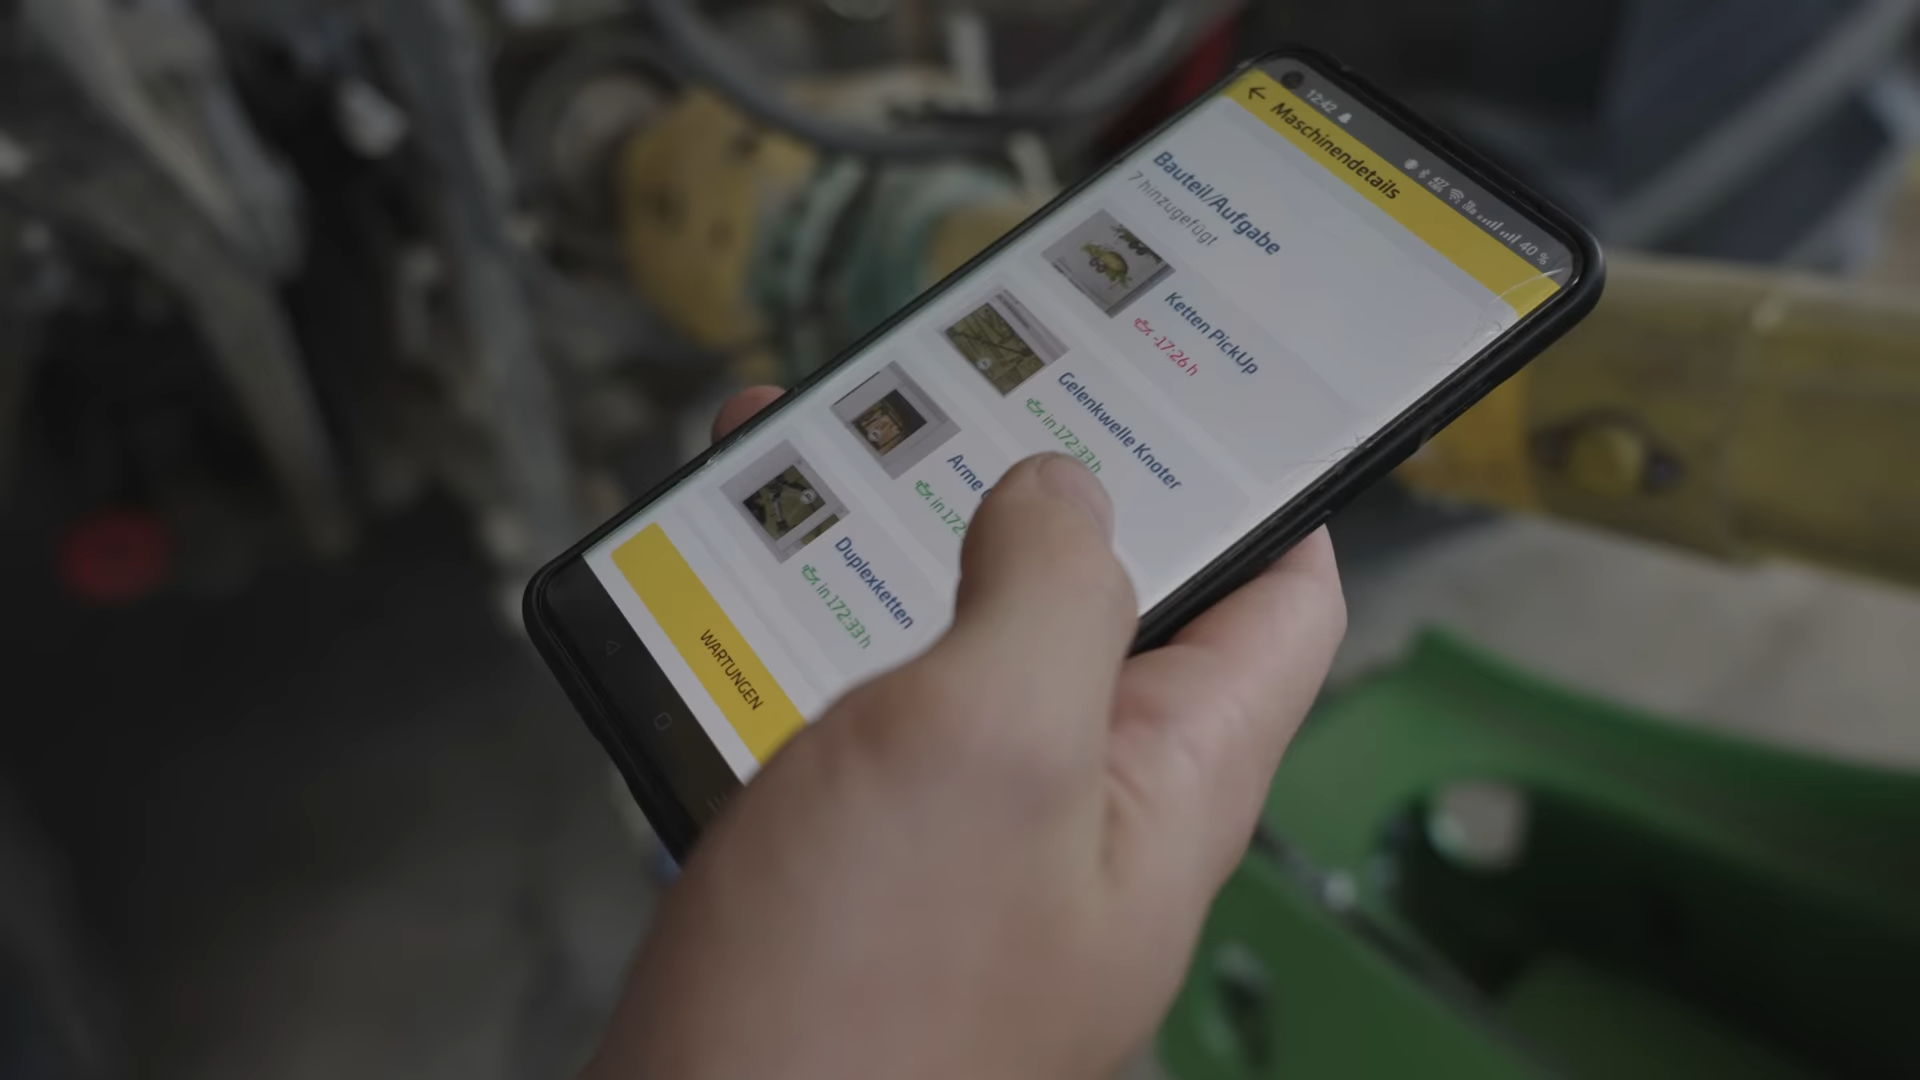 12:42
40 %
Maschinendetails
Bauteil/Aufgabe
7 hinzugefügt
Ketten PickUp
-17:26 h
Gelenkwelle Knoter
in 172:33 h
Arme
in 172:
Duplexketten
in 172:33 h
WARTUNGEN